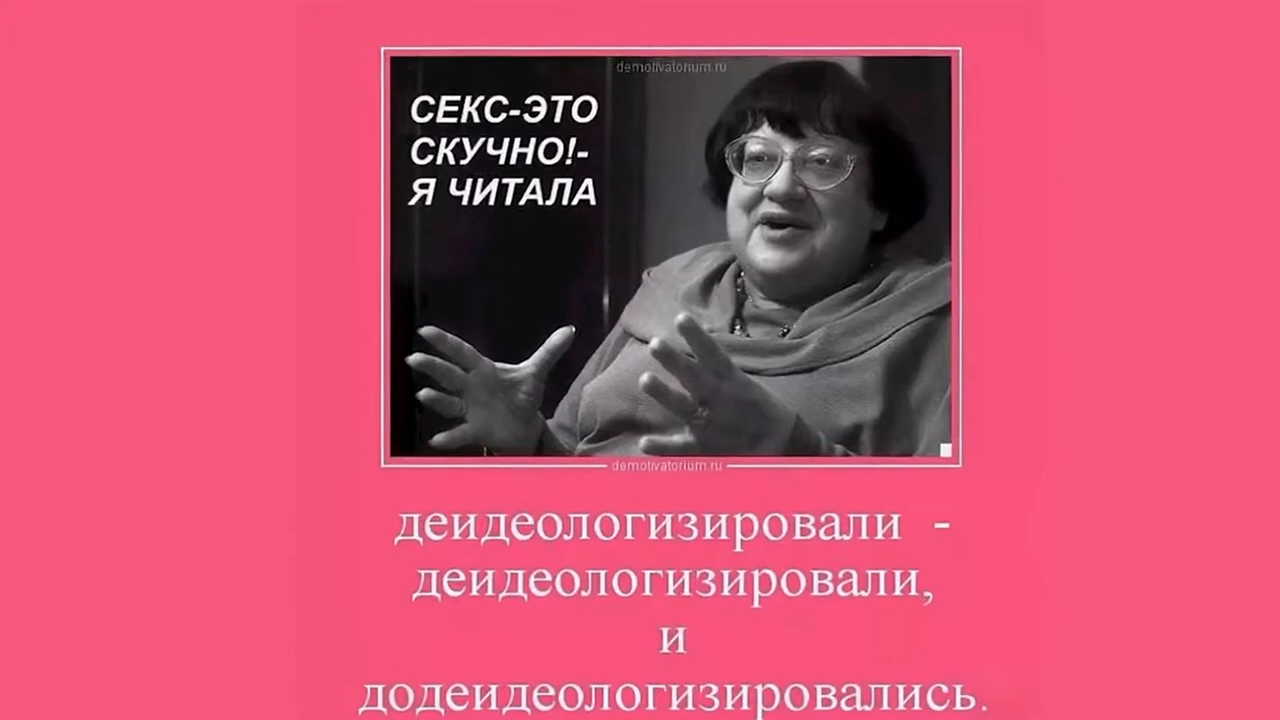 demotivatorium.ru
СЕКС-ЭТО
СКУЧНО!-
Я ЧИТАЛА
demotivatorium.ru
деидеологизировали -
деидеологизировали,
и
додеидеологизировались.